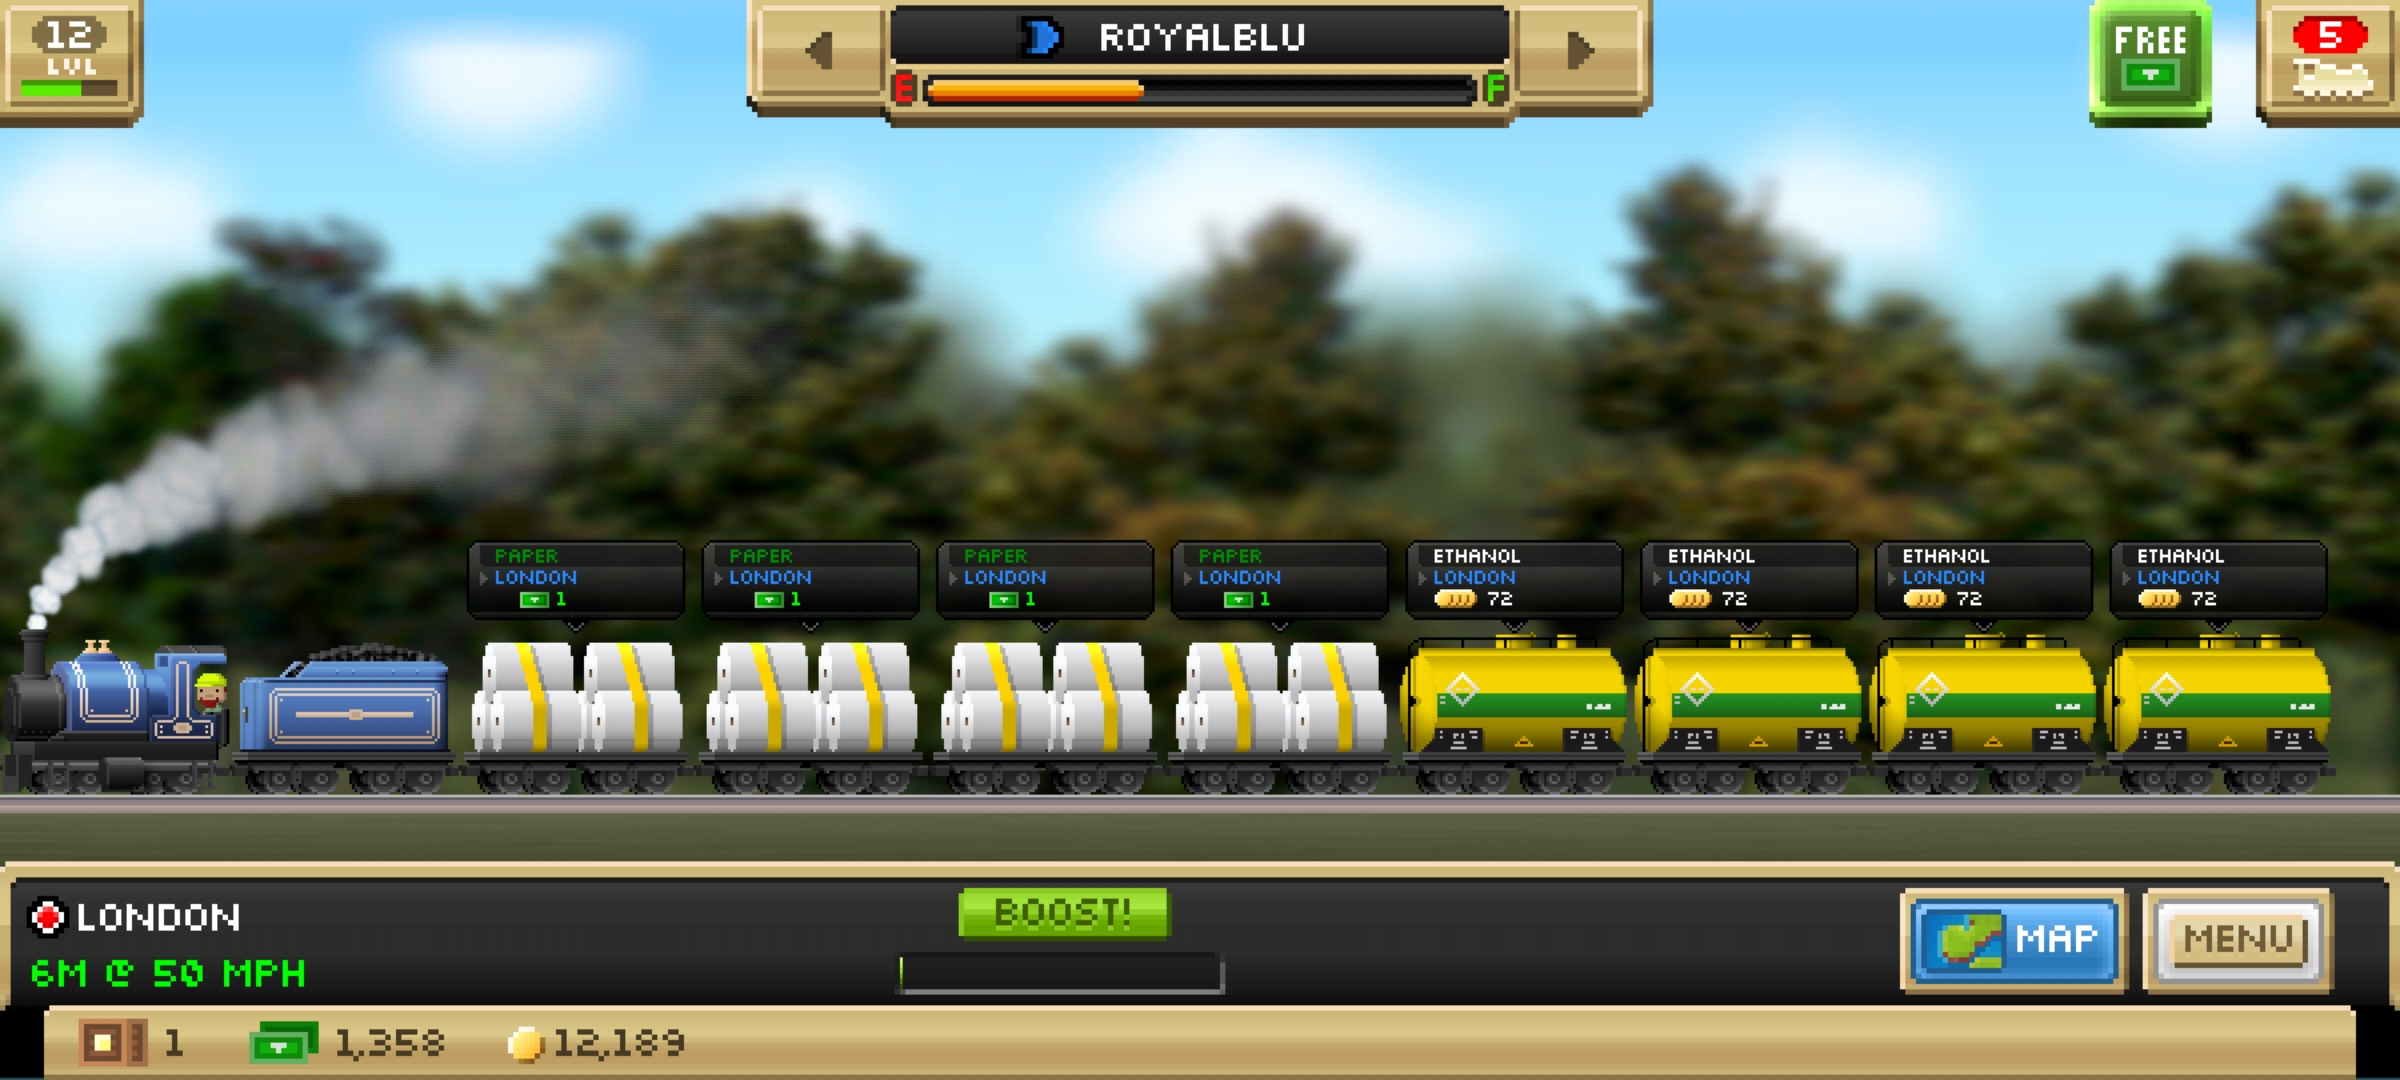 12
LVL
ROYALBLU
E F
FREE
5
PAPER
LONDON
1
PAPER
LONDON
1
PAPER
LONDON
1
PAPER
LONDON
1
ETHANOL
LONDON
72
ETHANOL
LONDON
72
ETHANOL
LONDON
72
ETHANOL
LONDON
72
LONDON
6M @ 50 MPH
BOOST!
MAP
MENU
1
1,358
12,189